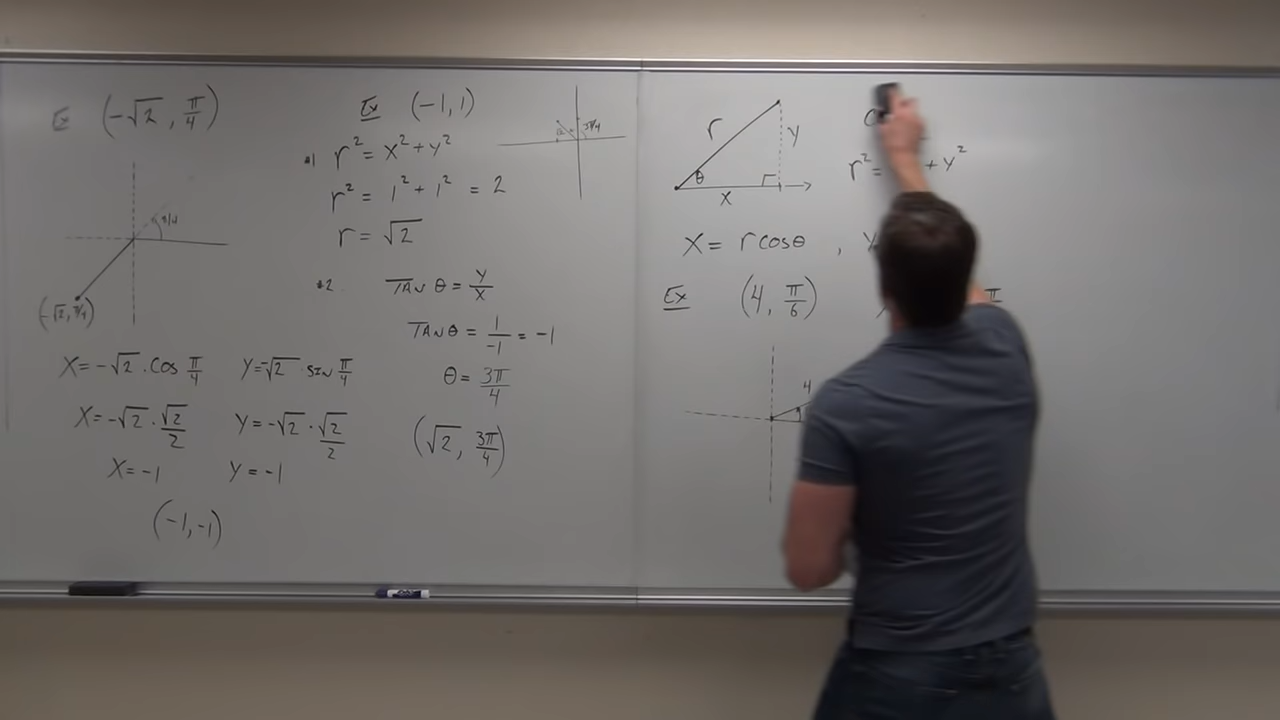 Ex (-√2, π/4)
π/4
(-√2, π/4)
X = -√2 · cos π/4 Y = -√2 · sin π/4
X = -√2 · √2/2 Y = -√2 · √2/2
X = -1 Y = -1
(-1, -1)
Ex (-1, 1)
3π/4
#1 r² = x² + y²
r² = 1² + 1² = 2
r = √2
#2. TAN θ = Y/X
TAN θ = 1/-1 = -1
θ = 3π/4
(√2, 3π/4)
r θ x y
r² = + y²
X = r cos θ , Y
Ex (4, π/6) π
4